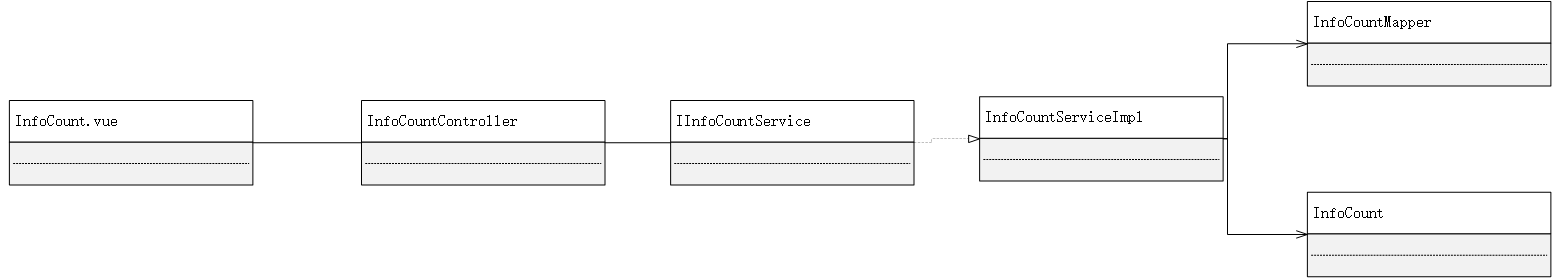 InfoCount.vue
InfoCountController
IInfoCountService
InfoCountServiceImpl
InfoCountMapper
InfoCount